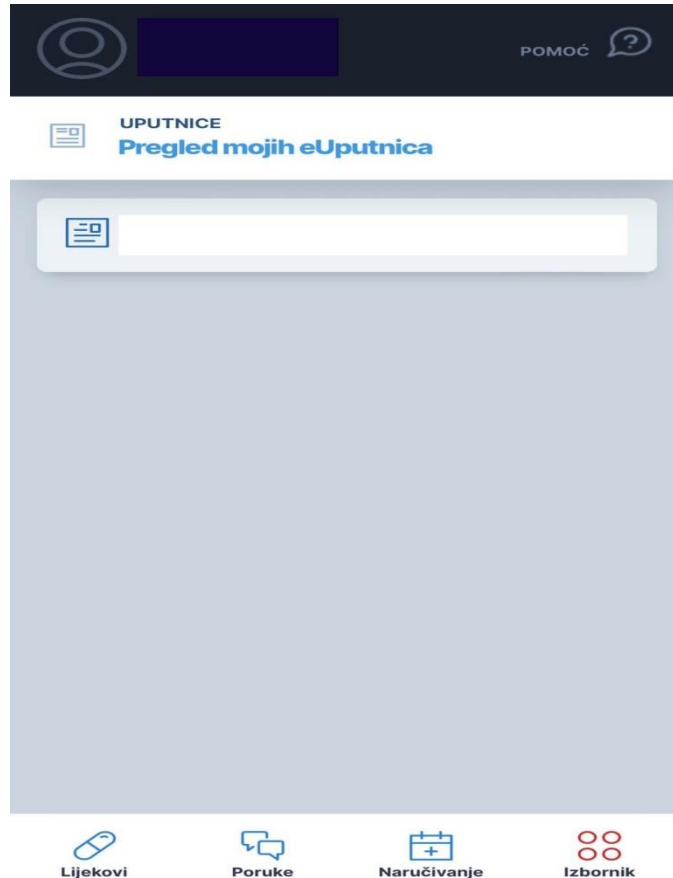 POMOĆ
UPUTNICE
Pregled mojih eUputnica
Lijekovi
Poruke
Naručivanje
Izbornik